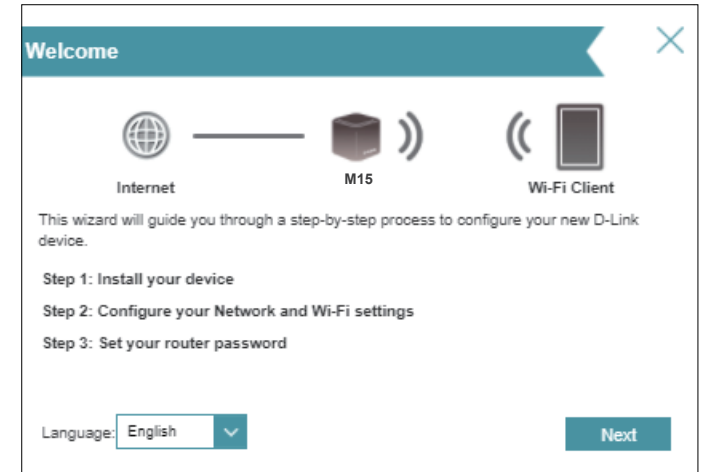 Welcome
Internet
M15
Wi-Fi Client
This wizard will guide you through a step-by-step process to configure your new D-Link
device.
Step 1: Install your device
Step 2: Configure your Network and Wi-Fi settings
Step 3: Set your router password
Language: English
Next